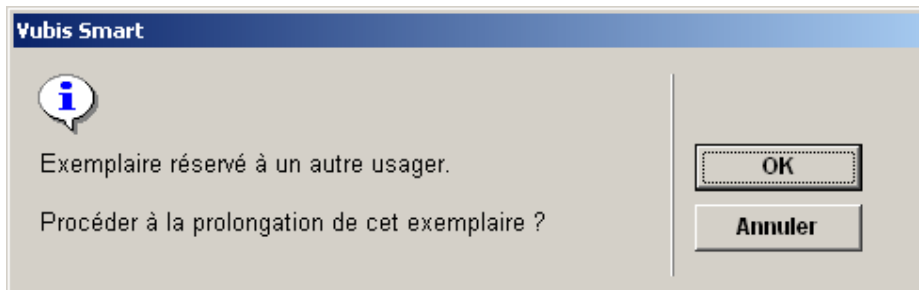 Vubis Smart
Exemplaire réservé à un autre usager.
OK
Procéder à la prolongation de cet exemplaire ?
Annuler